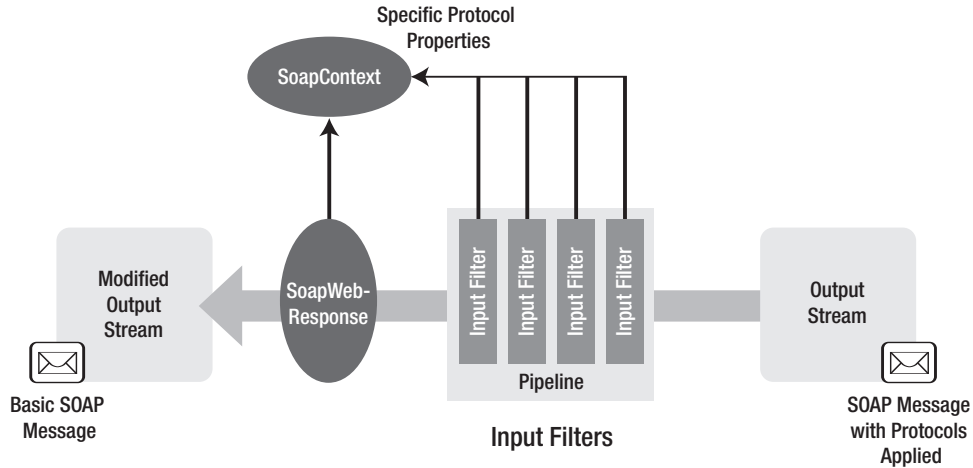 Specific Protocol
Properties
SoapContext
Modified
Output
Stream
SoapWeb-
Response
Input Filter
Input Filter
Input Filter
Input Filter
Pipeline
Output
Stream
Basic SOAP
Message
Input Filters
SOAP Message
with Protocols
Applied